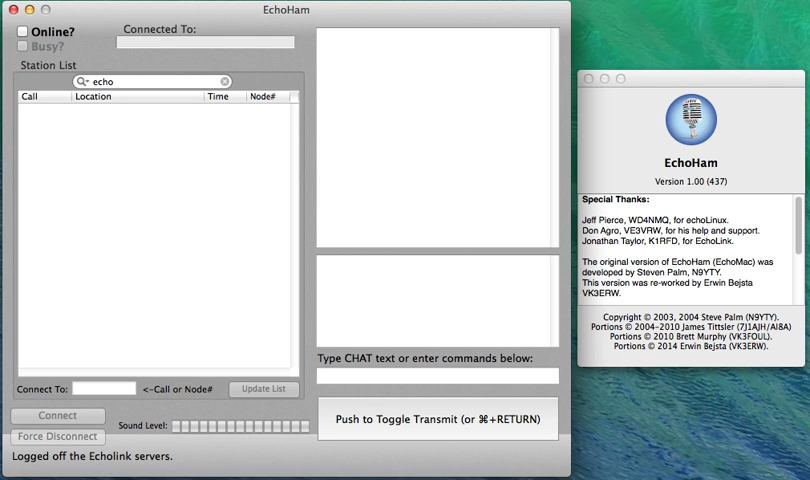 EchoHam
Online?
Connected To:
Busy?
Station List
echo
Call
Location
Time
Node#
Connect To:
<-Call or Node#
Update List
Connect
Force Disconnect
Sound Level:
Logged off the Echolink servers.
Type CHAT text or enter commands below:
Push to Toggle Transmit (or ⌘+RETURN)
EchoHam
Version 1.00 (437)
Special Thanks:
Jeff Pierce, WD4NMQ, for echoLinux.
Don Agro, VE3VRW, for his help and support.
Jonathan Taylor, K1RFD, for EchoLink.
The original version of EchoHam (EchoMac) was
developed by Steven Palm, N9YTY.
This version was re-worked by Erwin Bejsta
VK3ERW.
Copyright © 2003, 2004 Steve Palm (N9YTY).
Portions © 2004-2010 James Tittsler (7J1AJH/AI8A)
Portions © 2010 Brett Murphy (VK3FOUL).
Portions © 2014 Erwin Bejsta (VK3ERW).